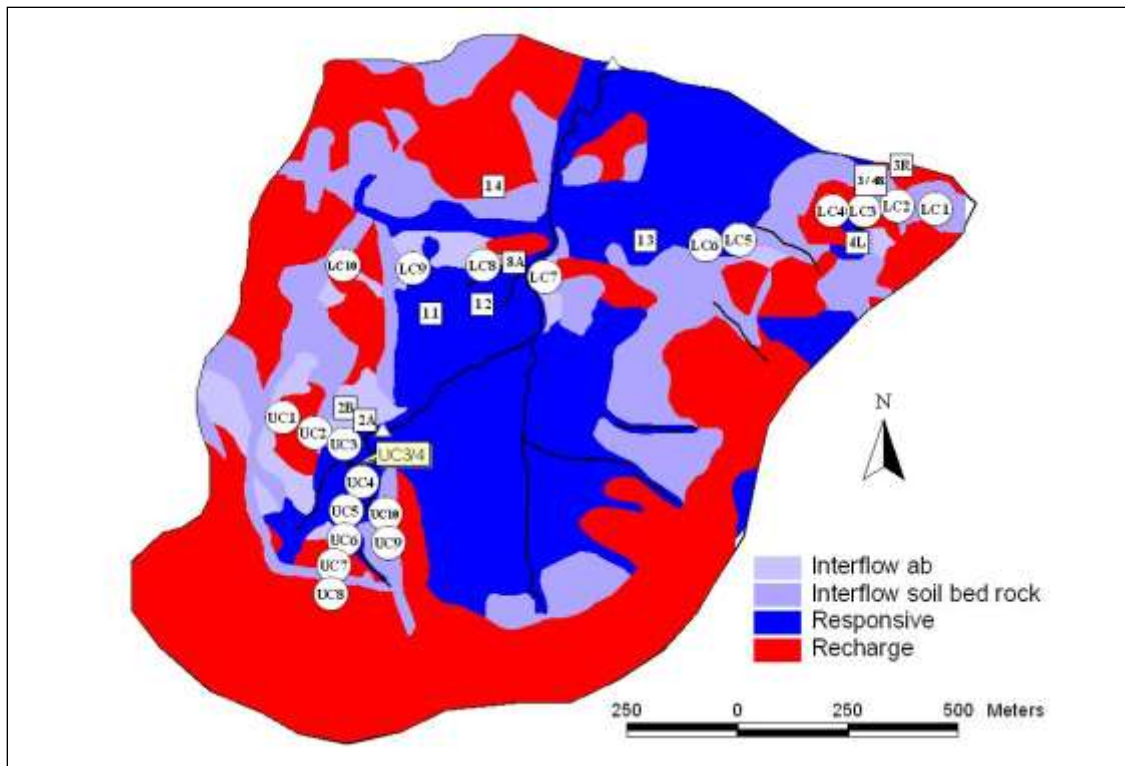 3R
3/4R
14
LC4
LC3
LC2
LC1
4L
13
LC6
LC5
LC10
LC9
LC8
8A
LC7
11
12
2B
2A
UC1
UC2
UC3
UC3/4
UC4
UC5
UC10
UC6
UC9
UC7
UC8
N
Interflow ab
Interflow soil bed rock
Responsive
Recharge
250 0 250 500 Meters